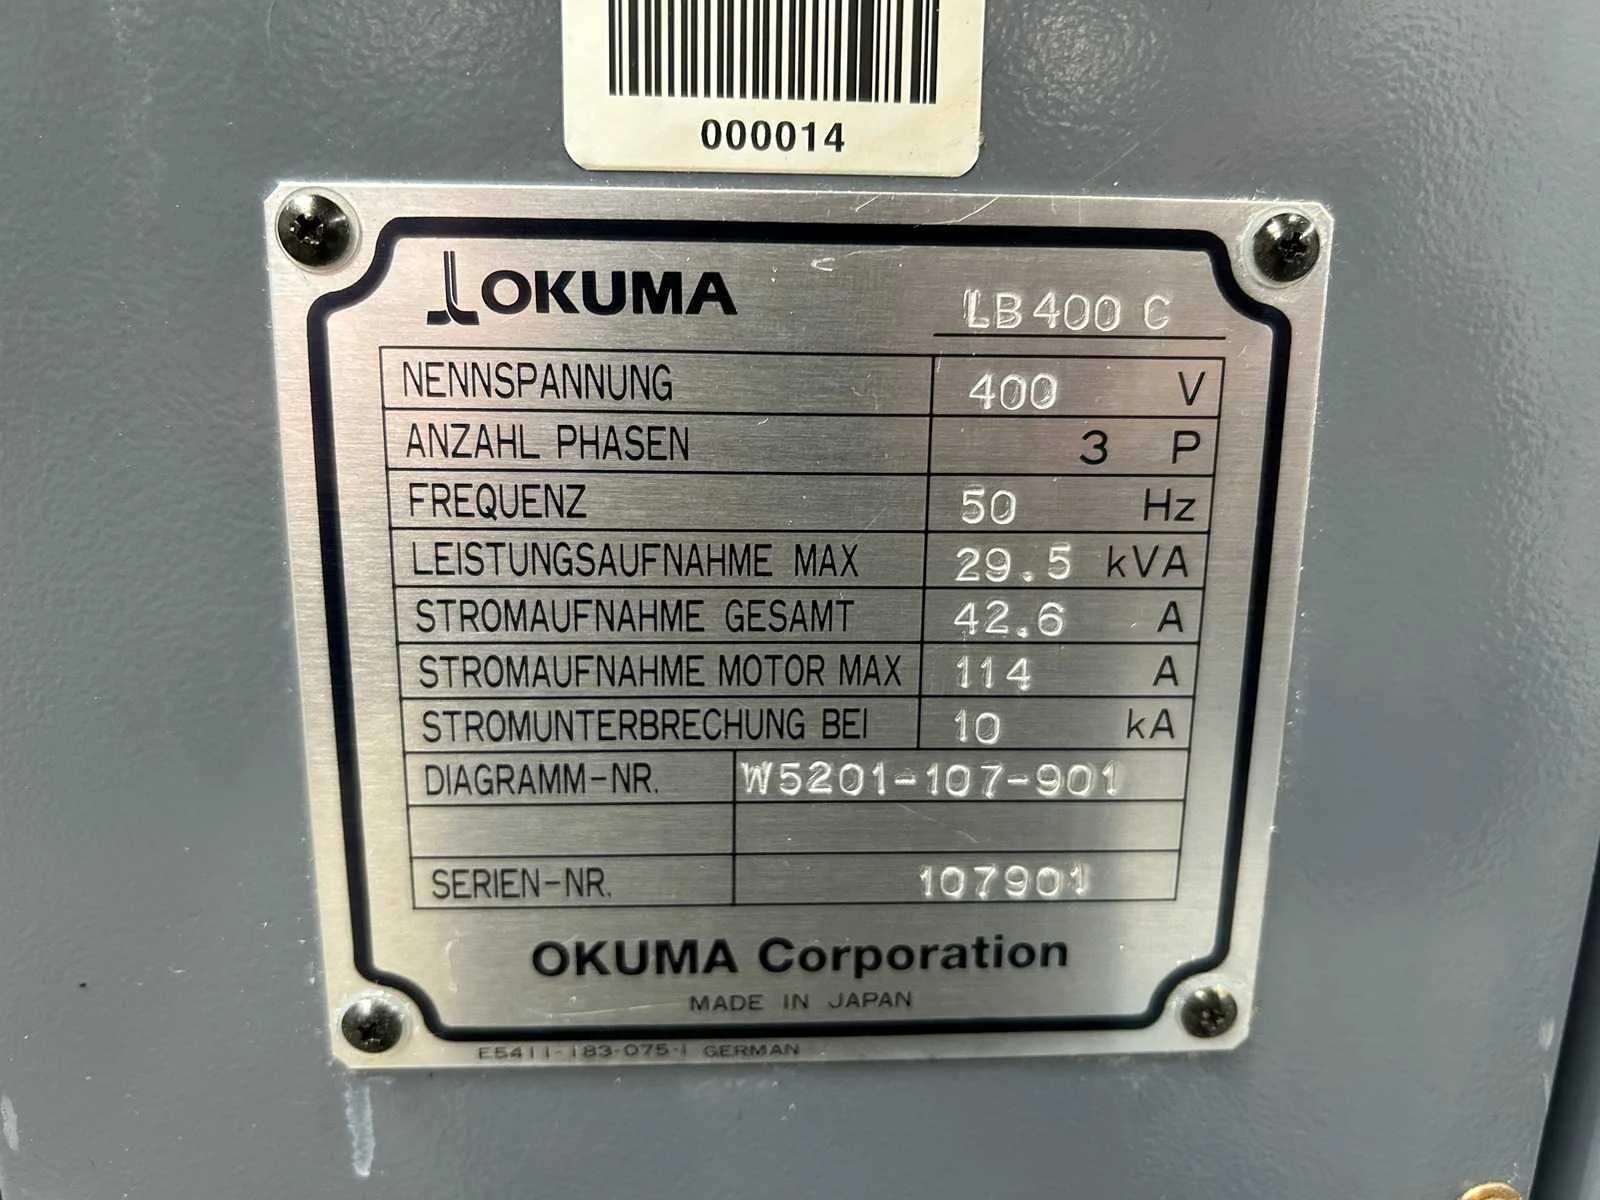 000014
OKUMA LB400 C
NENNSPANNUNG 400 V
ANZAHL PHASEN 3 P
FREQUENZ 50 Hz
LEISTUNGSAUFNAHME MAX 29.5 kVA
STROMAUFNAHME GESAMT 42.6 A
STROMAUFNAHME MOTOR MAX 114 A
STROMUNTERBRECHUNG BEI 10 kA
DIAGRAMM-NR. W5201-107-901
SERIEN-NR. 107901
OKUMA Corporation
MADE IN JAPAN
E5411-183-075-1 GERMAN